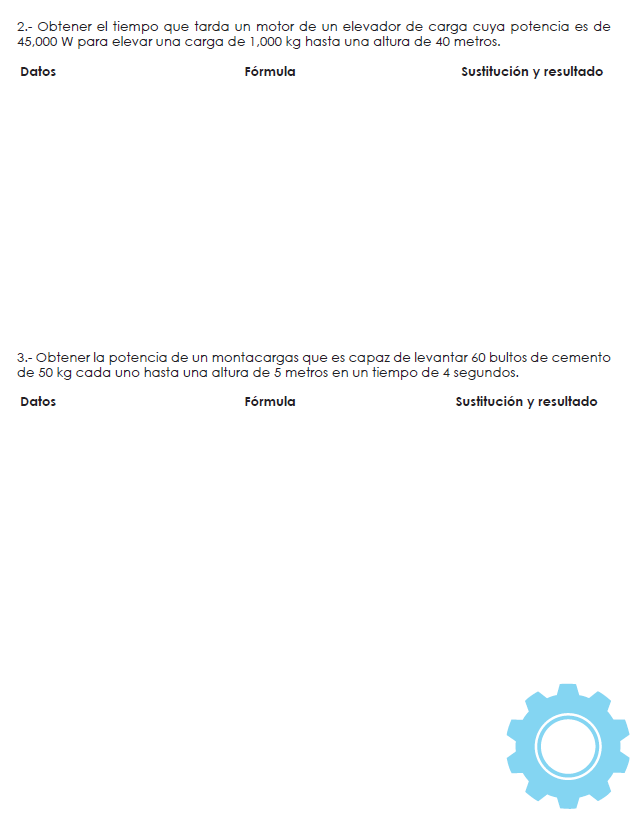 2.- Obtener el tiempo que tarda un motor de un elevador de carga cuya potencia es de
45,000 W para elevar una carga de 1,000 kg hasta una altura de 40 metros.
Datos Fórmula Sustitución y resultado
3.- Obtener la potencia de un montacargas que es capaz de levantar 60 bultos de cemento
de 50 kg cada uno hasta una altura de 5 metros en un tiempo de 4 segundos.
Datos Fórmula Sustitución y resultado